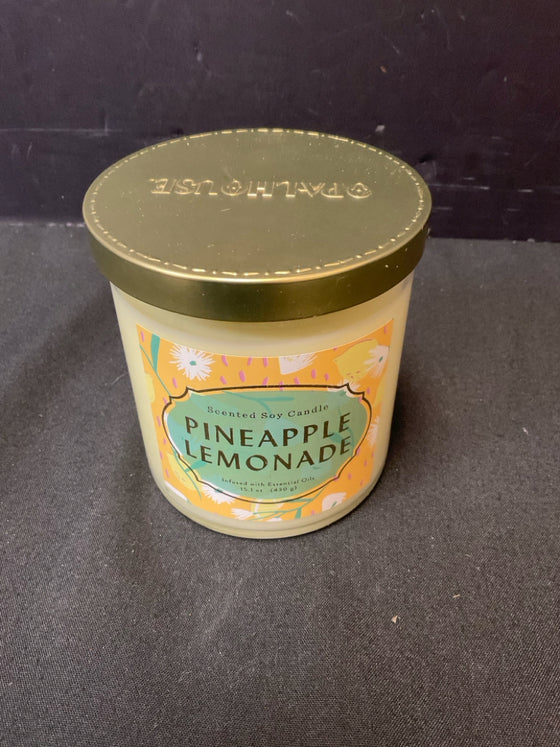 OPALHOUSE
Scented Soy Candle
PINEAPPLE
LEMONADE
Infused with Essential Oils
15.1 oz (430 g)